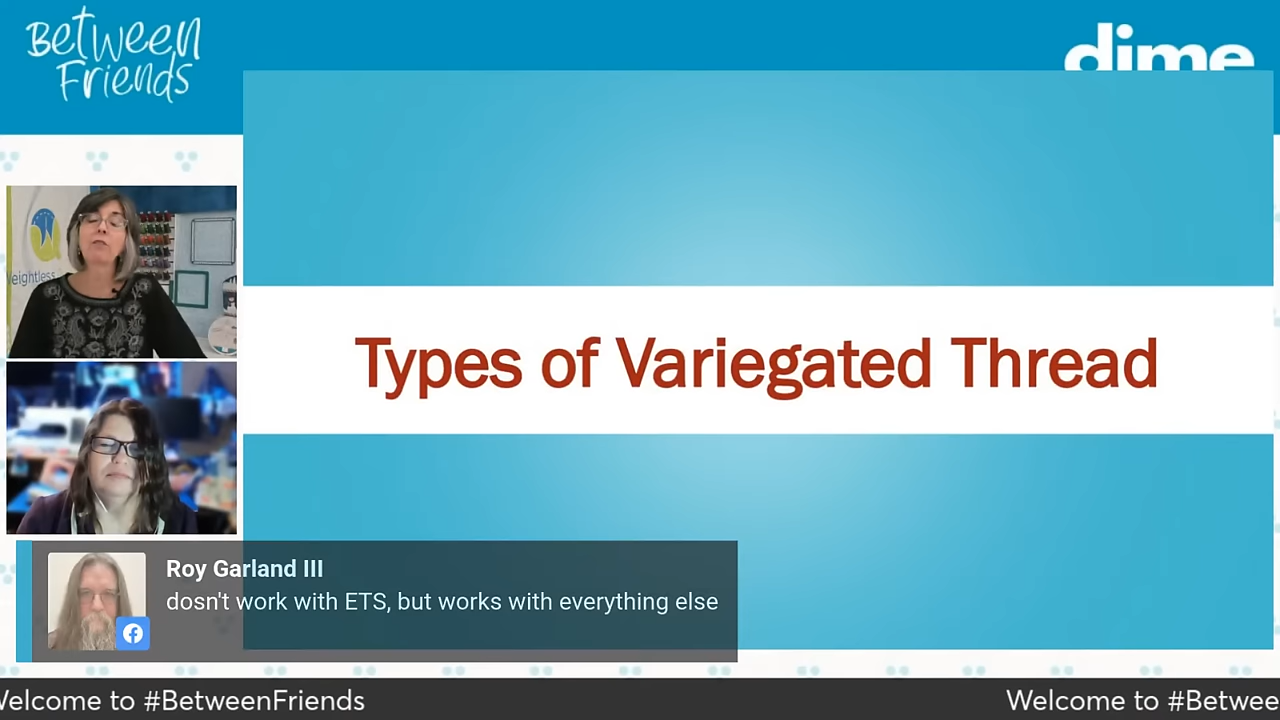 Between
Friends
dime
eightless
Types of Variegated Thread
Roy Garland III
dosn't work with ETS, but works with everything else
elcome to #BetweenFriends
Welcome to #Betwee